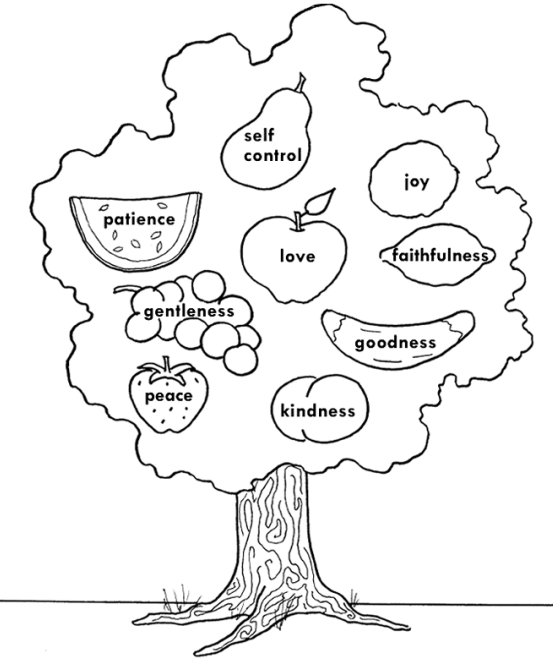 self
control
joy
patience
love
faithfulness
gentleness
goodness
peace
kindness